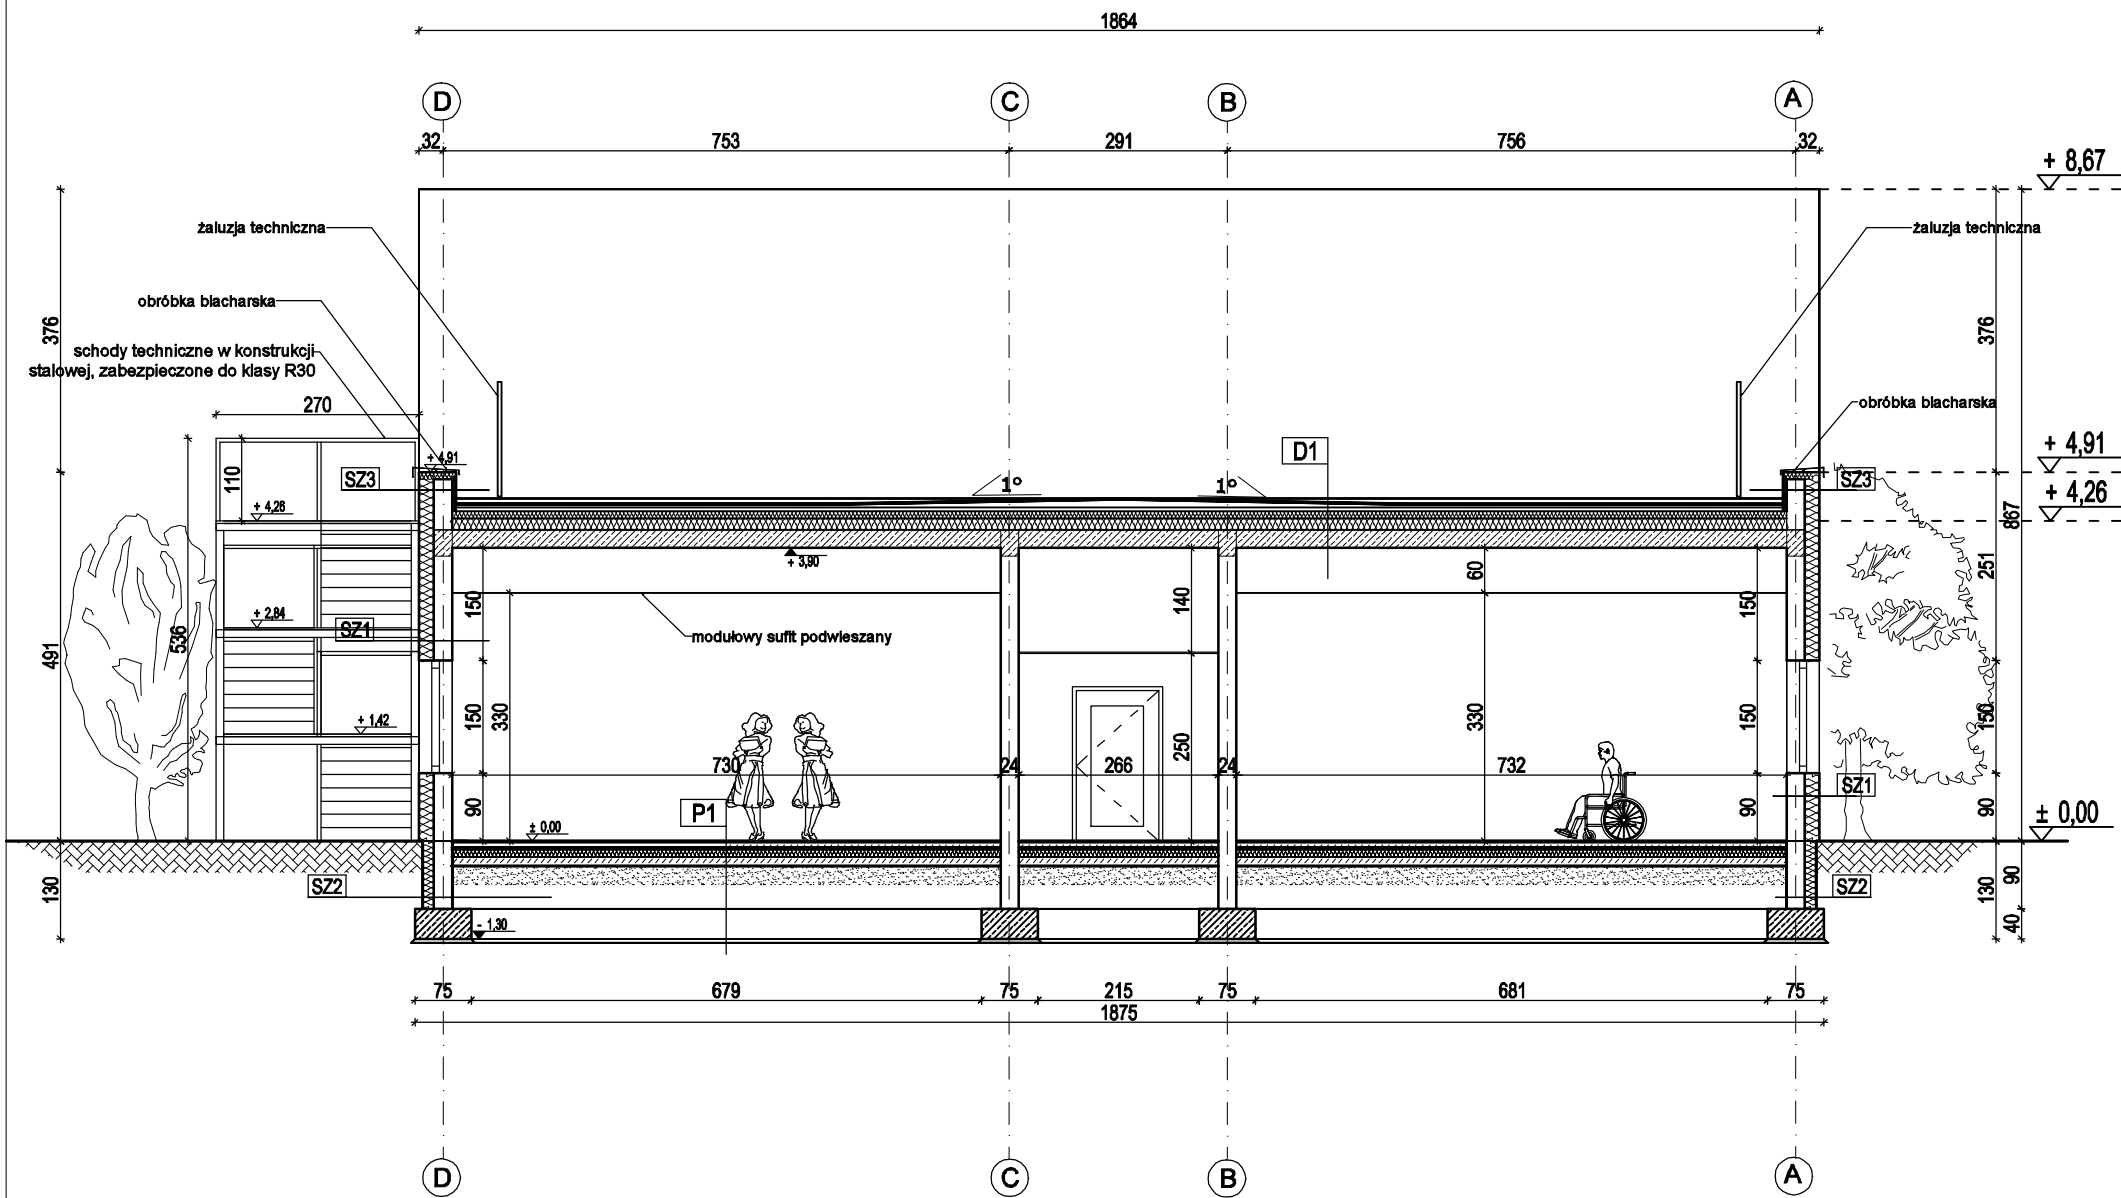 1864
D
C
B
A
32
753
291
756
32
+ 8,67
żaluzja techniczna
żaluzja techniczna
obróbka blacharska
376
376
schody techniczne w konstrukcji
stalowej, zabezpieczone do klasy R30
270
obróbka blacharska
+ 4,91
D1
+ 4,91
110
SZ3
1°
1°
SZ3
+ 4,26
+ 4,26
867
+ 3,90
60
251
150
140
150
+ 2,84
SZ1
536
491
modułowy sufit podwieszany
+ 1,42
150
330
250
330
150
150
730
24
266
24
732
SZ1
90
P1
90
90
± 0,00
± 0,00
130
SZ2
SZ2
130
90
40
- 1,30
75
679
75
215
75
681
75
1875
D
C
B
A